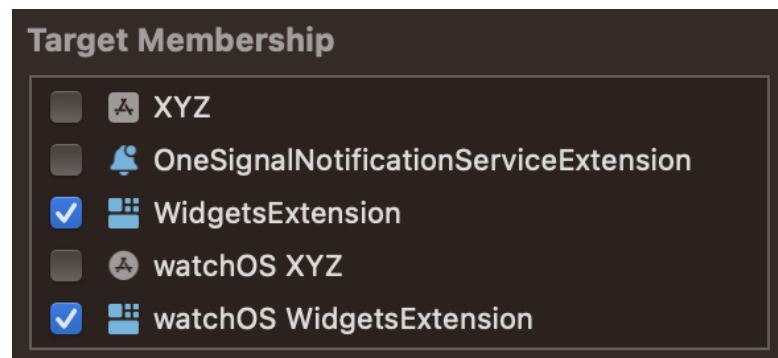 Target Membership
XYZ
OneSignalNotificationServiceExtension
WidgetsExtension
watchOS XYZ
watchOS WidgetsExtension